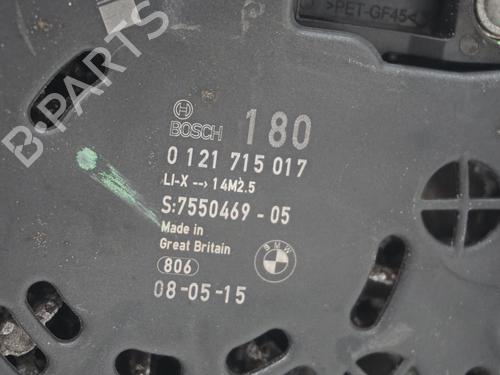 >PET-GF45<
B-PARTS
BOSCH 180
0 121 715 017
LI-X --> 14M2.5
S:7550469 - 05
Made in
Great Britain
BMW
806
08-05-15